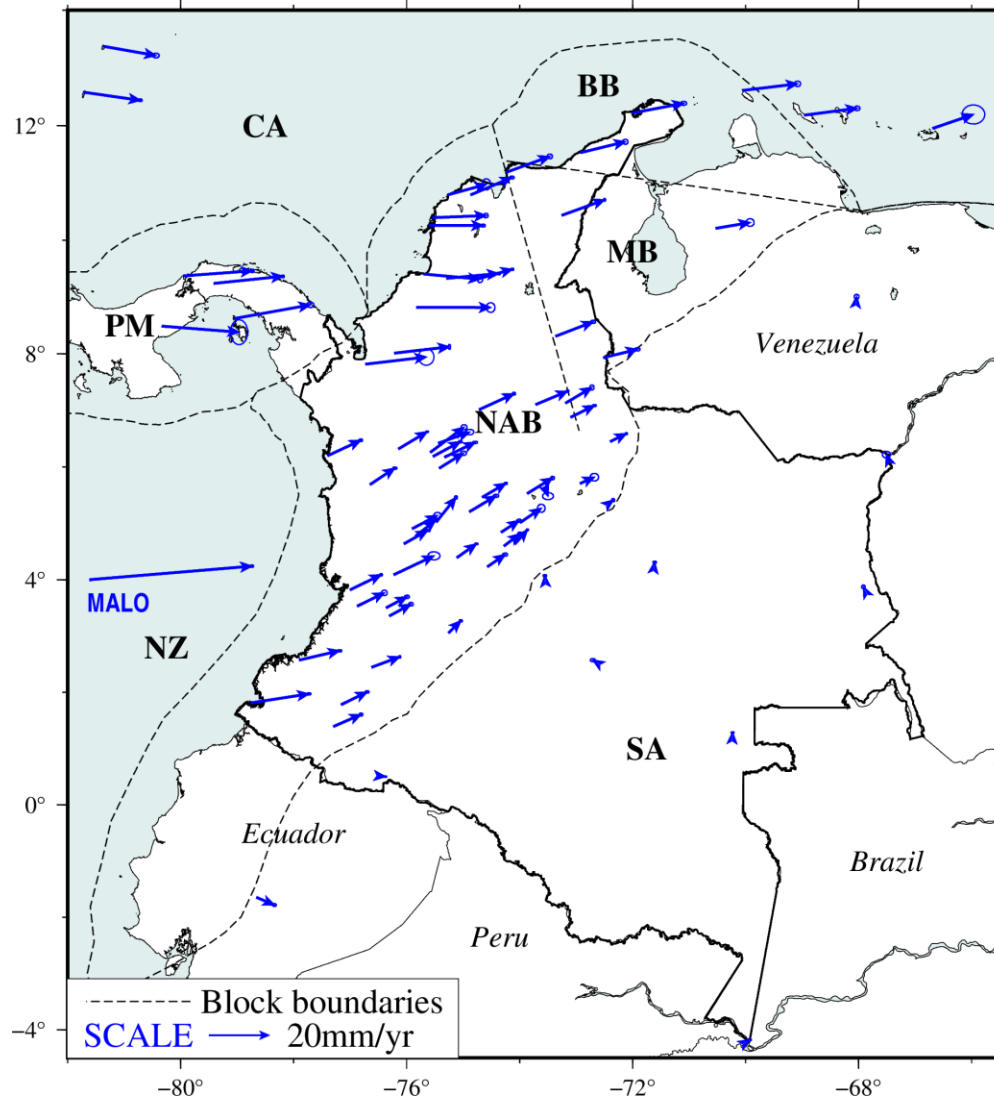 BB
CA
12°
MB
PM
8°
Venezuela
NAB
4°
MALO
NZ
SA
0°
Ecuador
Brazil
Peru
Block boundaries
SCALE 20mm/yr
−4°
−80° −76° −72° −68°